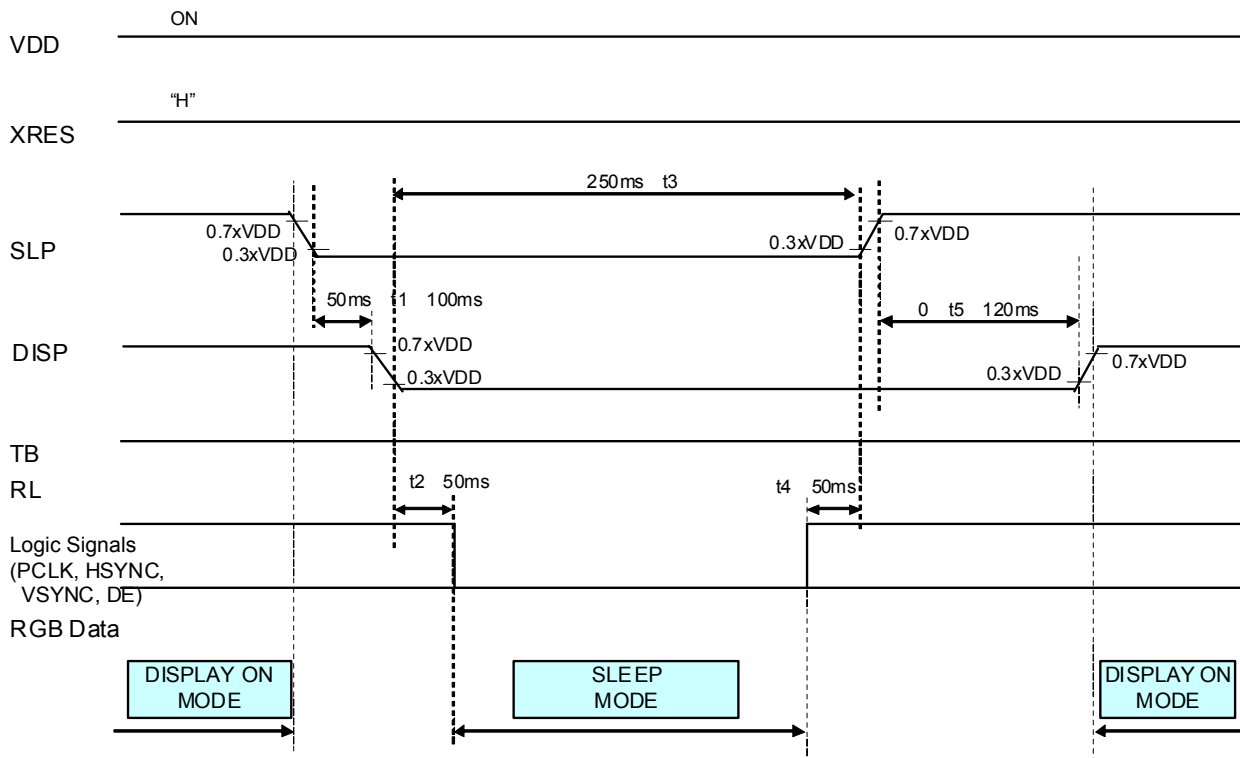 ON
VDD
“H”
XRES
250ms t3
0.7xVDD
0.3xVDD
0.3xVDD
0.7xVDD
SLP
50ms t1 100ms
0 t5 120ms
DISP
0.7xVDD
0.3xVDD
0.3xVDD
0.7xVDD
TB
RL
t2 50ms
t4 50ms
Logic Signals
(PCLK, HSYNC,
VSYNC, DE)
RGB Data
DISPLAY ON
MODE
SLEEP
MODE
DISPLAY ON
MODE